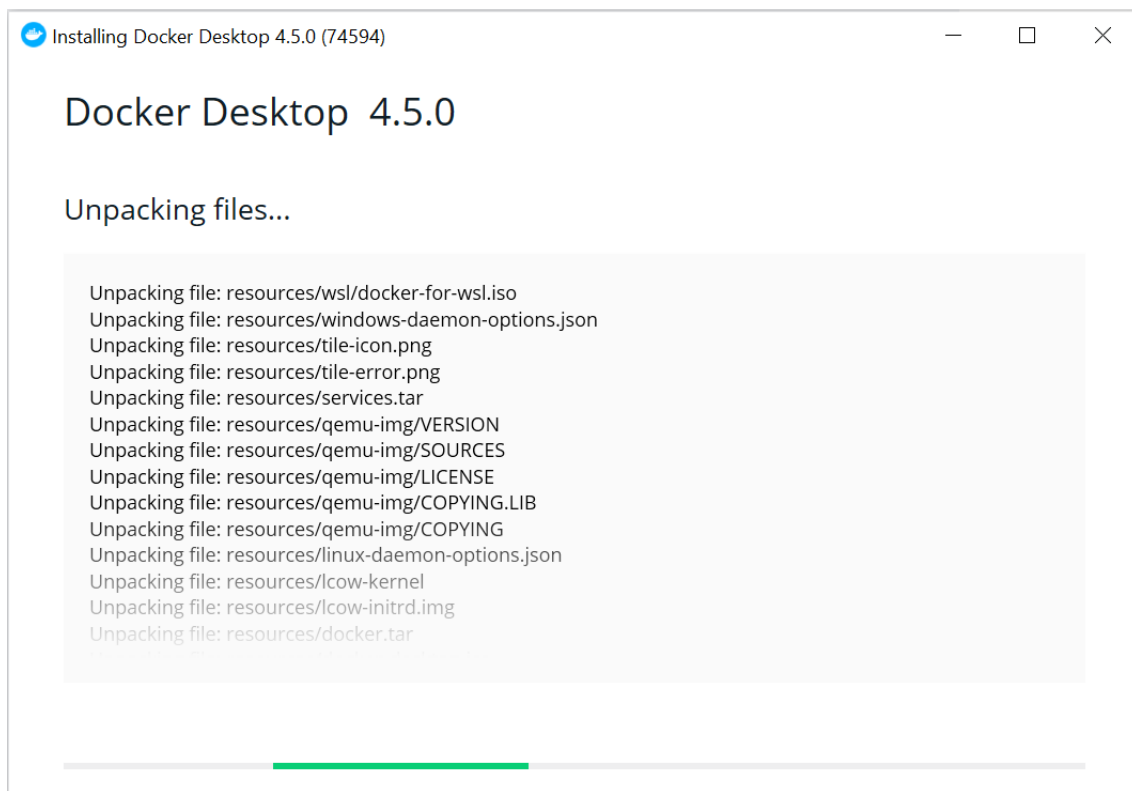 Installing Docker Desktop 4.5.0 (74594)
Docker Desktop 4.5.0
Unpacking files...
Unpacking file: resources/wsl/docker-for-wsl.iso
Unpacking file: resources/windows-daemon-options.json
Unpacking file: resources/tile-icon.png
Unpacking file: resources/tile-error.png
Unpacking file: resources/services.tar
Unpacking file: resources/qemu-img/VERSION
Unpacking file: resources/qemu-img/SOURCES
Unpacking file: resources/qemu-img/LICENSE
Unpacking file: resources/qemu-img/COPYING.LIB
Unpacking file: resources/qemu-img/COPYING
Unpacking file: resources/linux-daemon-options.json
Unpacking file: resources/lcow-kernel
Unpacking file: resources/lcow-initrd.img
Unpacking file: resources/docker.tar